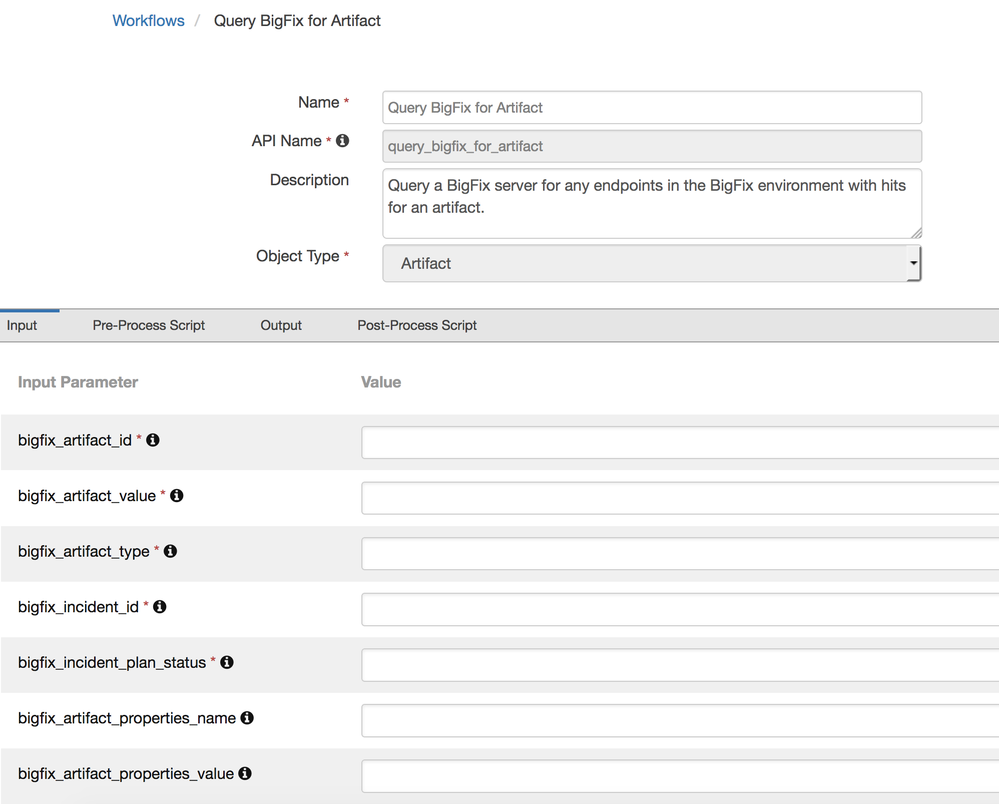 Workflows / Query BigFix for Artifact
Name *
Query BigFix for Artifact
API Name *
query_bigfix_for_artifact
Description
Query a BigFix server for any endpoints in the BigFix environment with hits
for an artifact.
Object Type *
Artifact
Input Pre-Process Script Output Post-Process Script
Input Parameter Value
bigfix_artifact_id *
bigfix_artifact_value *
bigfix_artifact_type *
bigfix_incident_id *
bigfix_incident_plan_status *
bigfix_artifact_properties_name
bigfix_artifact_properties_value